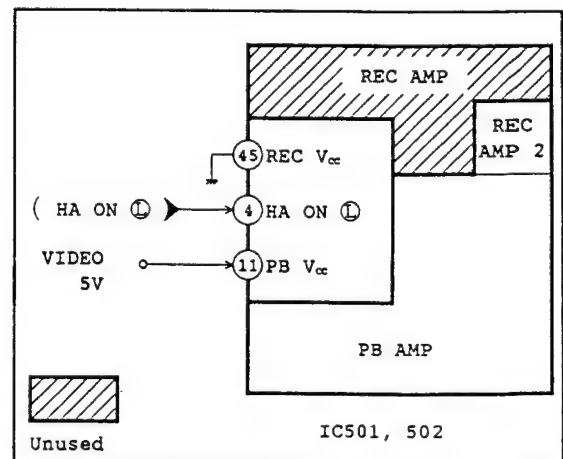 REC AMP
REC
AMP 2
45 REC Vcc
( HA ON Ⓛ ) 4 HA ON Ⓛ
VIDEO
5V
11 PB Vcc
PB AMP
Unused
IC501, 502